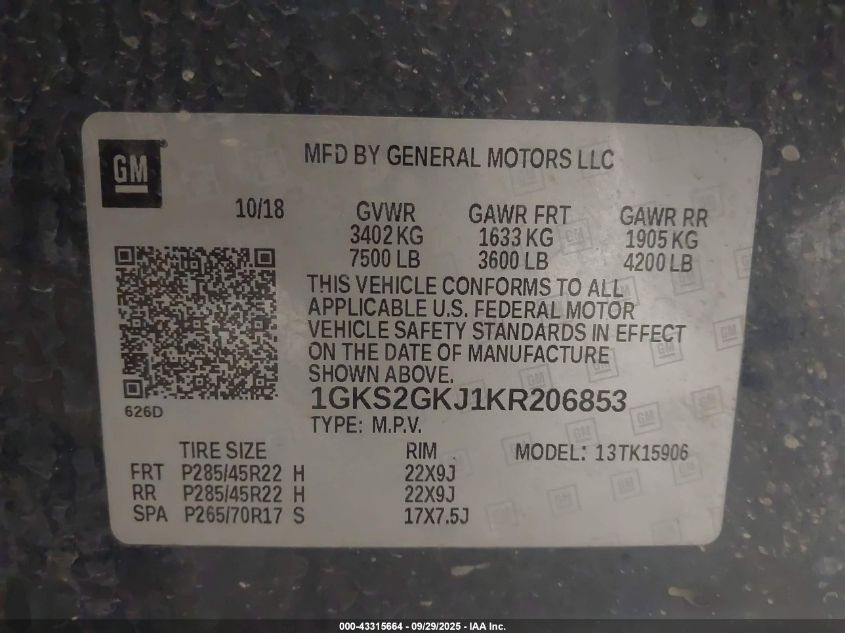 GM
MFD BY GENERAL MOTORS LLC
10/18 GVWR GAWR FRT GAWR RR
3402 KG 1633 KG 1905 KG
7500 LB 3600 LB 4200 LB
THIS VEHICLE CONFORMS TO ALL
APPLICABLE U.S. FEDERAL MOTOR
VEHICLE SAFETY STANDARDS IN EFFECT
ON THE DATE OF MANUFACTURE
SHOWN ABOVE.
1GKS2GKJ1KR206853
626D
TYPE: M.P.V.
TIRE SIZE RIM MODEL: 13TK15906
FRT P285/45R22 H 22X9J
RR P285/45R22 H 22X9J
SPA P265/70R17 S 17X7.5J
000-43315664 - 09/29/2025 - IAA Inc.